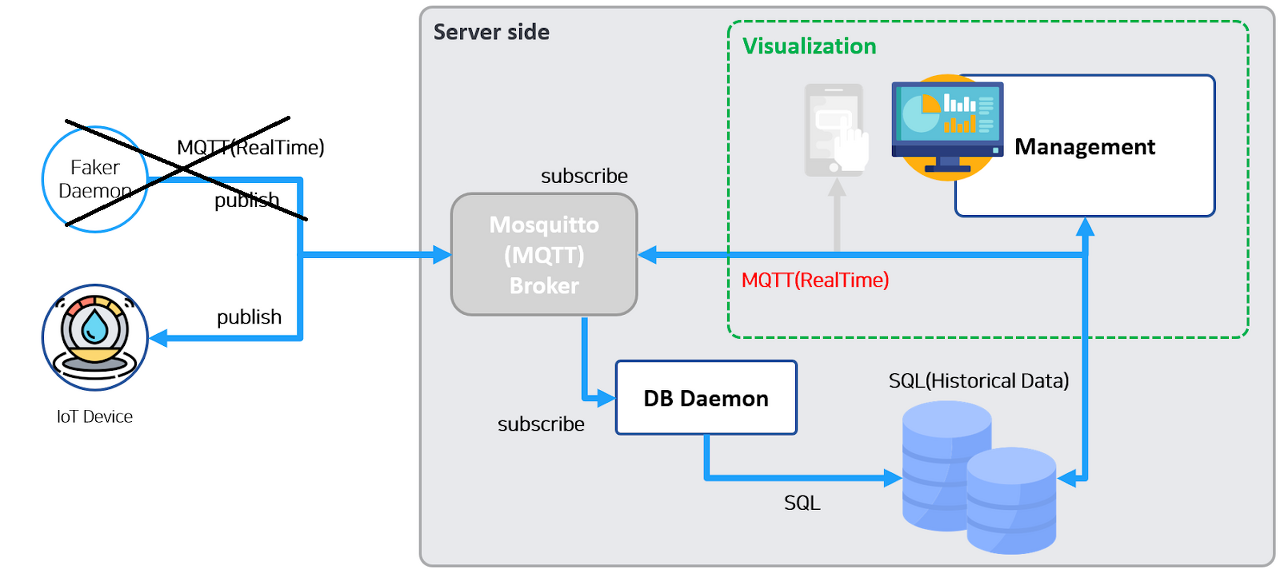 Server side
Visualization
MQTT(RealTime)
Faker
Daemon
publish
Management
subscribe
Mosquitto
(MQTT)
Broker
MQTT(RealTime)
publish
IoT Device
DB Daemon
SQL(Historical Data)
subscribe
SQL